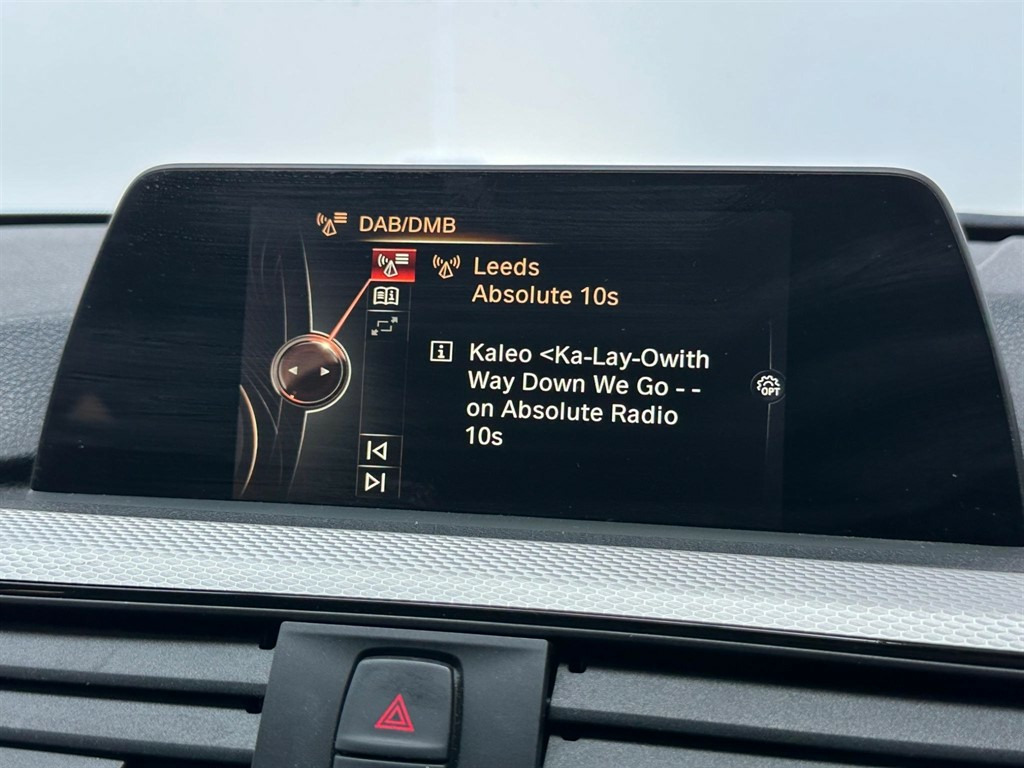 DAB/DMB
Leeds
Absolute 10s
Kaleo <Ka-Lay-Owith
Way Down We Go - -
on Absolute Radio
10s
OPT